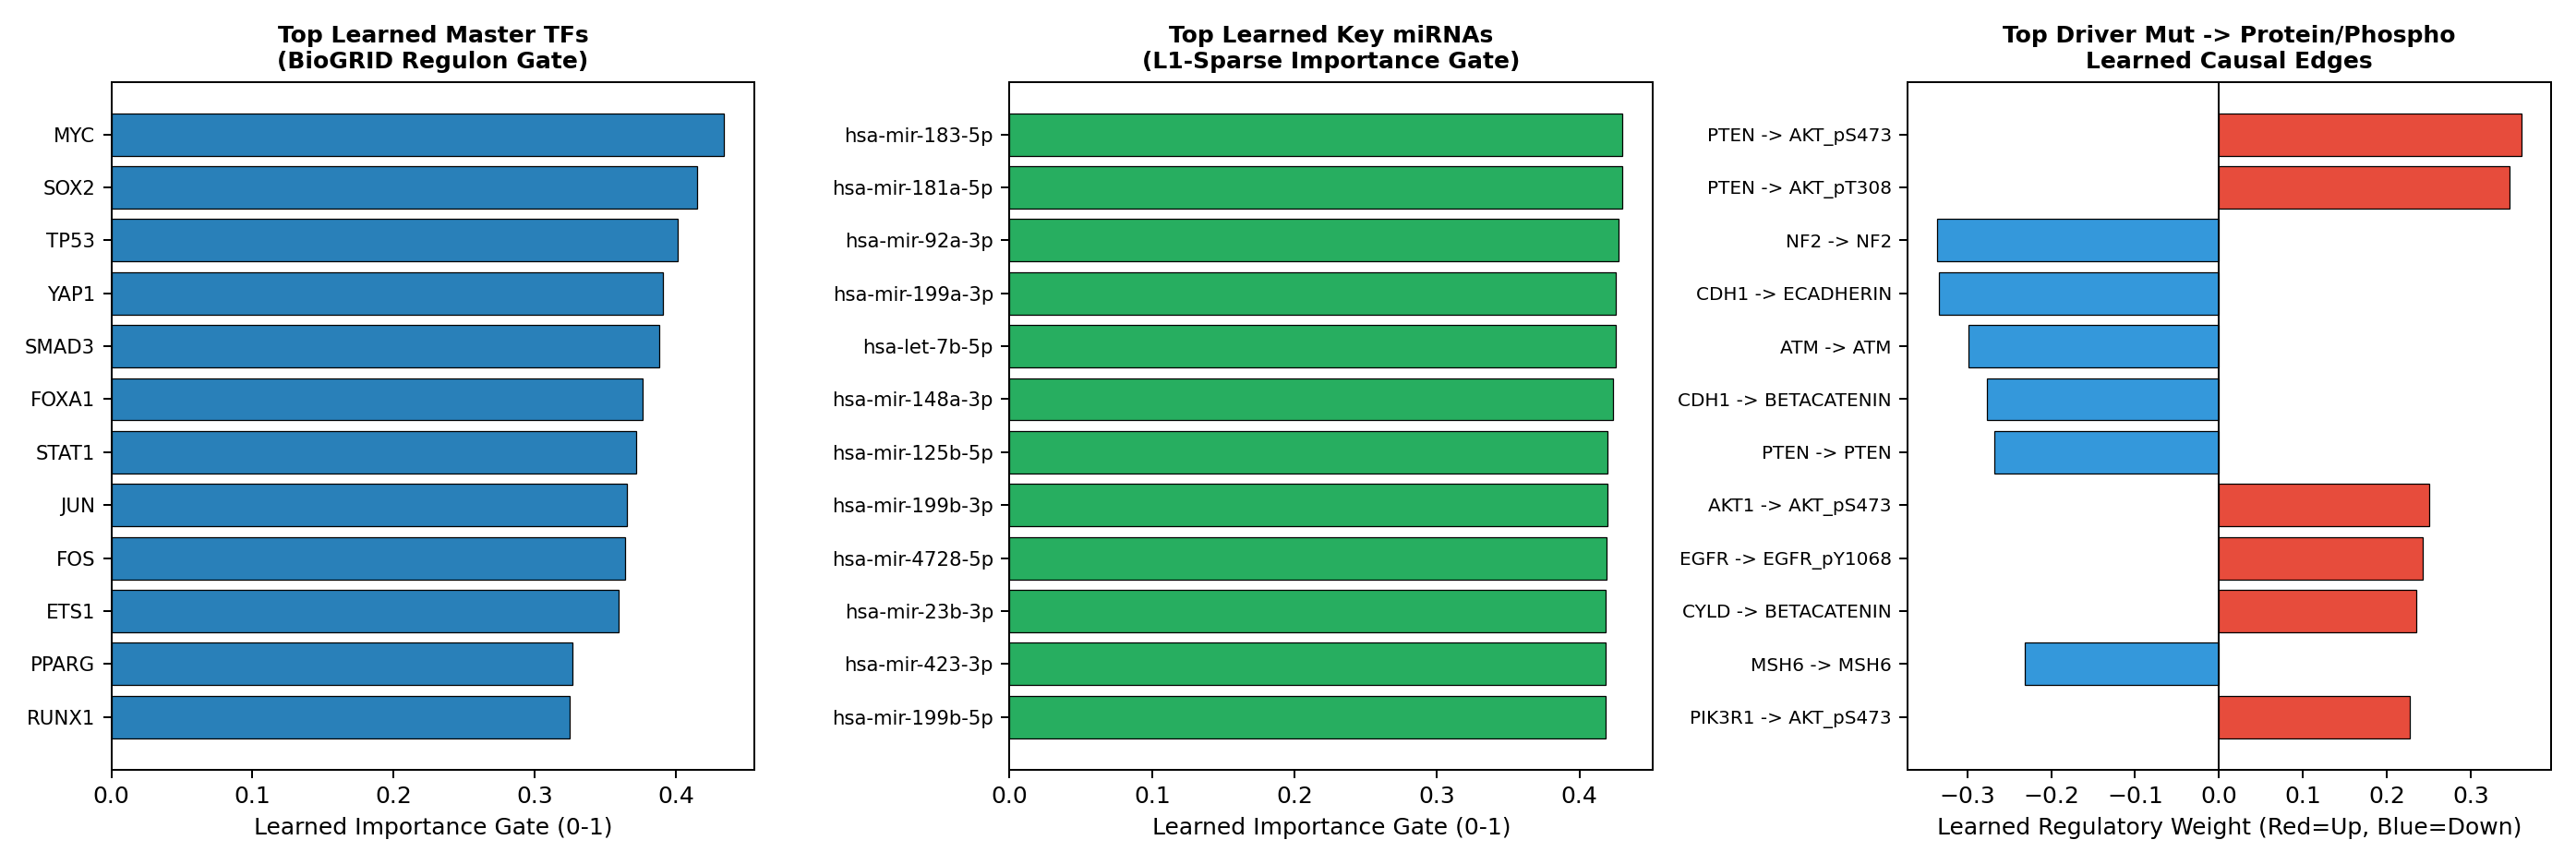 Top Learned Master TFs
(BioGRID Regulon Gate)
MYC
SOX2
TP53
YAP1
SMAD3
FOXA1
STAT1
JUN
FOS
ETS1
PPARG
RUNX1
0.0 0.1 0.2 0.3 0.4
Learned Importance Gate (0-1)
Top Learned Key miRNAs
(L1-Sparse Importance Gate)
hsa-mir-183-5p
hsa-mir-181a-5p
hsa-mir-92a-3p
hsa-mir-199a-3p
hsa-let-7b-5p
hsa-mir-148a-3p
hsa-mir-125b-5p
hsa-mir-199b-3p
hsa-mir-4728-5p
hsa-mir-23b-3p
hsa-mir-423-3p
hsa-mir-199b-5p
0.0 0.1 0.2 0.3 0.4
Learned Importance Gate (0-1)
Top Driver Mut -> Protein/Phospho
Learned Causal Edges
PTEN -> AKT_pS473
PTEN -> AKT_pT308
NF2 -> NF2
CDH1 -> ECADHERIN
ATM -> ATM
CDH1 -> BETACATENIN
PTEN -> PTEN
AKT1 -> AKT_pS473
EGFR -> EGFR_pY1068
CYLD -> BETACATENIN
MSH6 -> MSH6
PIK3R1 -> AKT_pS473
−0.3 −0.2 −0.1 0.0 0.1 0.2 0.3
Learned Regulatory Weight (Red=Up, Blue=Down)